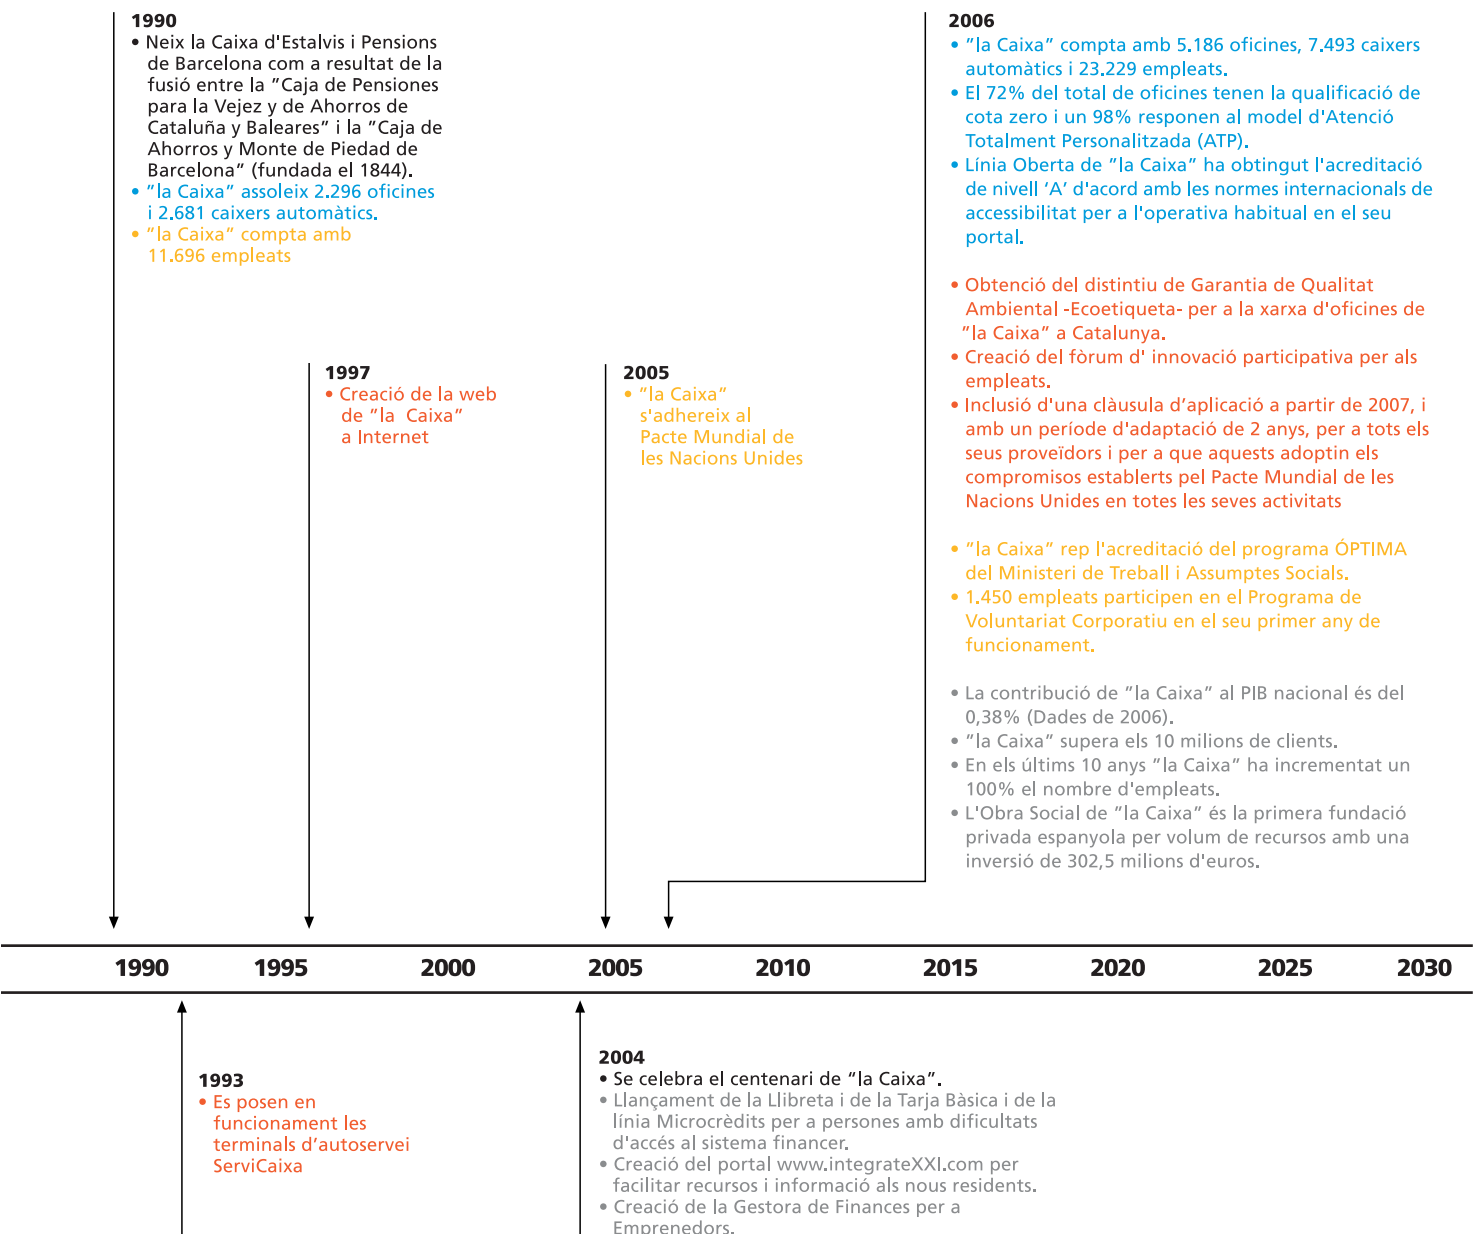 1990
• Neix la Caixa d'Estalvis i Pensions
de Barcelona com a resultat de la
fusió entre la "Caja de Pensiones
para la Vejez y de Ahorros de
Cataluña y Baleares" i la "Caja de
Ahorros y Monte de Piedad de
Barcelona" (fundada el 1844).
• "la Caixa" assoleix 2.296 oficines
i 2.681 caixers automàtics.
• "la Caixa" compta amb
11.696 empleats
1997
• Creació de la web
de "la Caixa"
a Internet
2005
• "la Caixa"
s'adhereix al
Pacte Mundial de
les Nacions Unides
2006
• "la Caixa" compta amb 5.186 oficines, 7.493 caixers
automàtics i 23.229 empleats.
• El 72% del total de oficines tenen la qualificació de
cota zero i un 98% responen al model d'Atenció
Totalment Personalitzada (ATP).
• Línia Oberta de "la Caixa" ha obtingut l'acreditació
de nivell 'A' d'acord amb les normes internacionals de
accessibilitat per a l'operativa habitual en el seu
portal.
• Obtenció del distintiu de Garantia de Qualitat
Ambiental -Ecoetiqueta- per a la xarxa d'oficines de
"la Caixa" a Catalunya.
• Creació del fòrum d' innovació participativa per als
empleats.
• Inclusió d'una clàusula d'aplicació a partir de 2007, i
amb un període d'adaptació de 2 anys, per a tots els
seus proveïdors i per a que aquests adoptin els
compromisos establerts pel Pacte Mundial de les
Nacions Unides en totes les seves activitats
• "la Caixa" rep l'acreditació del programa ÓPTIMA
del Ministeri de Treball i Assumptes Socials.
• 1.450 empleats participen en el Programa de
Voluntariat Corporatiu en el seu primer any de
funcionament.
• La contribució de "la Caixa" al PIB nacional és del
0,38% (Dades de 2006).
• "la Caixa" supera els 10 milions de clients.
• En els últims 10 anys "la Caixa" ha incrementat un
100% el nombre d'empleats.
• L'Obra Social de "la Caixa" és la primera fundació
privada espanyola per volum de recursos amb una
inversió de 302,5 milions d'euros.
1990 1995 2000 2005 2010 2015 2020 2025 2030
1993
• Es posen en
funcionament les
terminals d'autoservei
ServiCaixa
2004
• Se celebra el centenari de "la Caixa".
• Llançament de la Llibreta i de la Tarja Bàsica i de la
línia Microcrèdits per a persones amb dificultats
d'accés al sistema financer.
• Creació del portal www.integrateXXI.com per
facilitar recursos i informació als nous residents.
• Creació de la Gestora de Finances per a
Emprenedors.